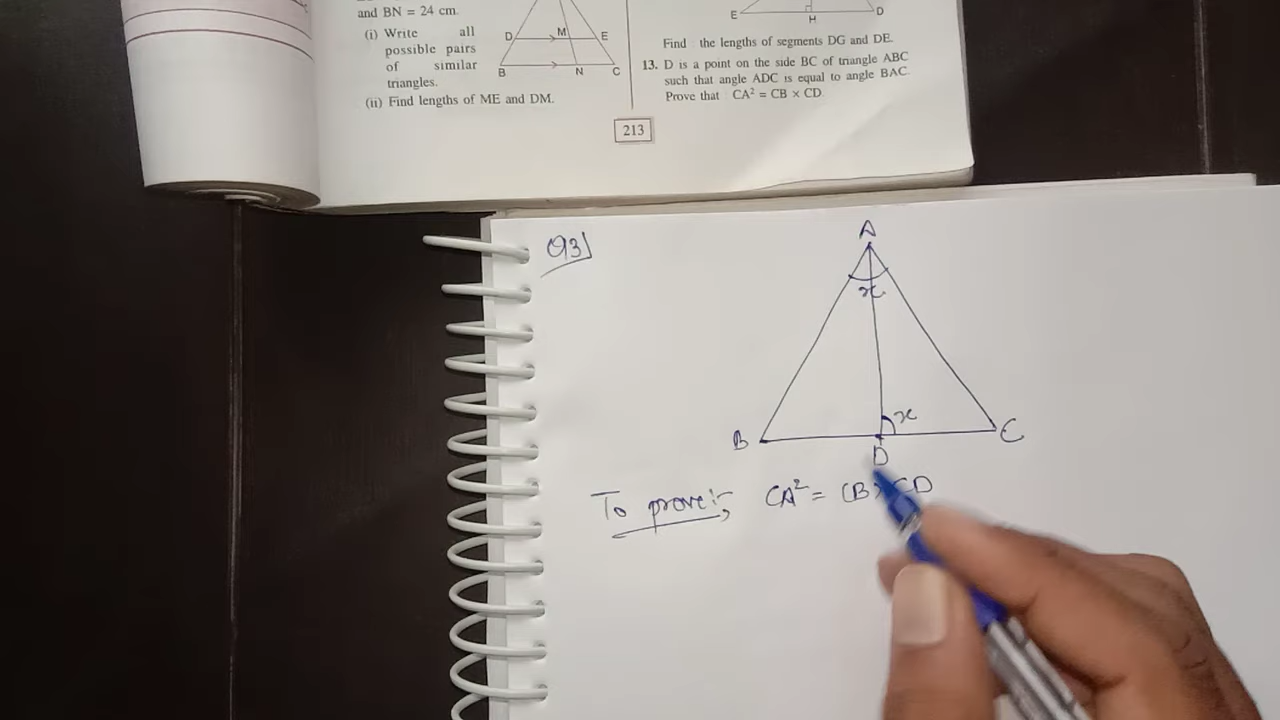 and BN = 24 cm.
(i) Write all
possible pairs
of similar
triangles.
(ii) Find lengths of ME and DM.
D M E
B N C
E H D
Find the lengths of segments DG and DE.
13. D is a point on the side BC of triangle ABC
such that angle ADC is equal to angle BAC.
Prove that CA² = CB × CD.
213
Q13]
A
x
x
B C
D
To prove:- CA² = CB × CD